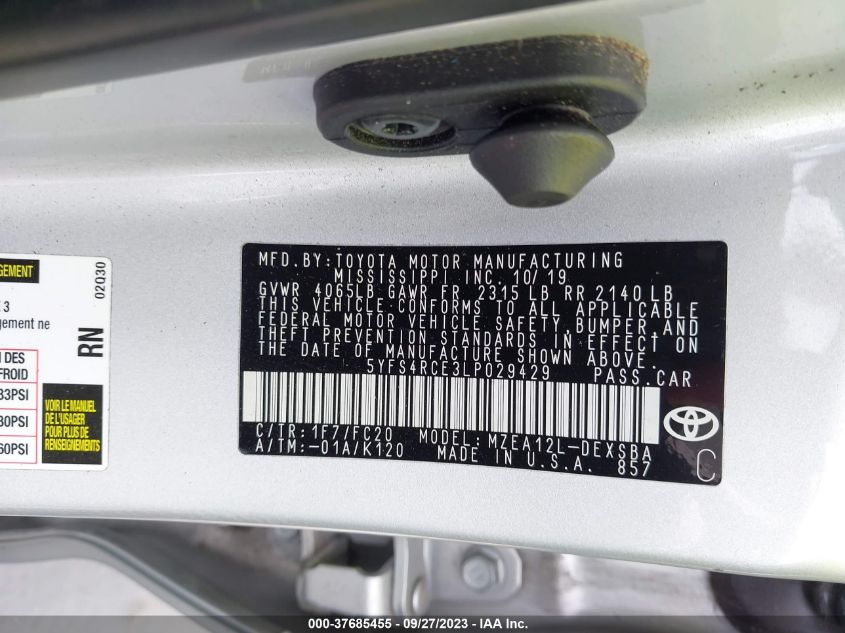 MFD. BY: TOYOTA MOTOR MANUFACTURING
MISSISSIPPI INC. 10/19
GVWR 4065LB GAWR FR 2315 LB RR 2140 LB
THIS VEHICLE CONFORMS TO ALL APPLICABLE
FEDERAL MOTOR VEHICLE SAFETY, BUMPER, AND
THEFT PREVENTION STANDARDS IN EFFECT ON
THE DATE OF MANUFACTURE SHOWN ABOVE.
5YFS4RCE3LP029429 PASS. CAR
C/TR: 1F7/FC20 MODEL: MZEA12L-DEXSBA
A/TM: -01A/K120 MADE IN U.S.A. 857
C
GEMENT
3
gement ne
DES
FROID
33PSI
30PSI
60PSI
VOIR LE MANUEL
DE L'USAGER
POUR PLUS DE
RENSEIGNEMENTS
RN
02Q30
000-37685455 - 09/27/2023 - IAA Inc.